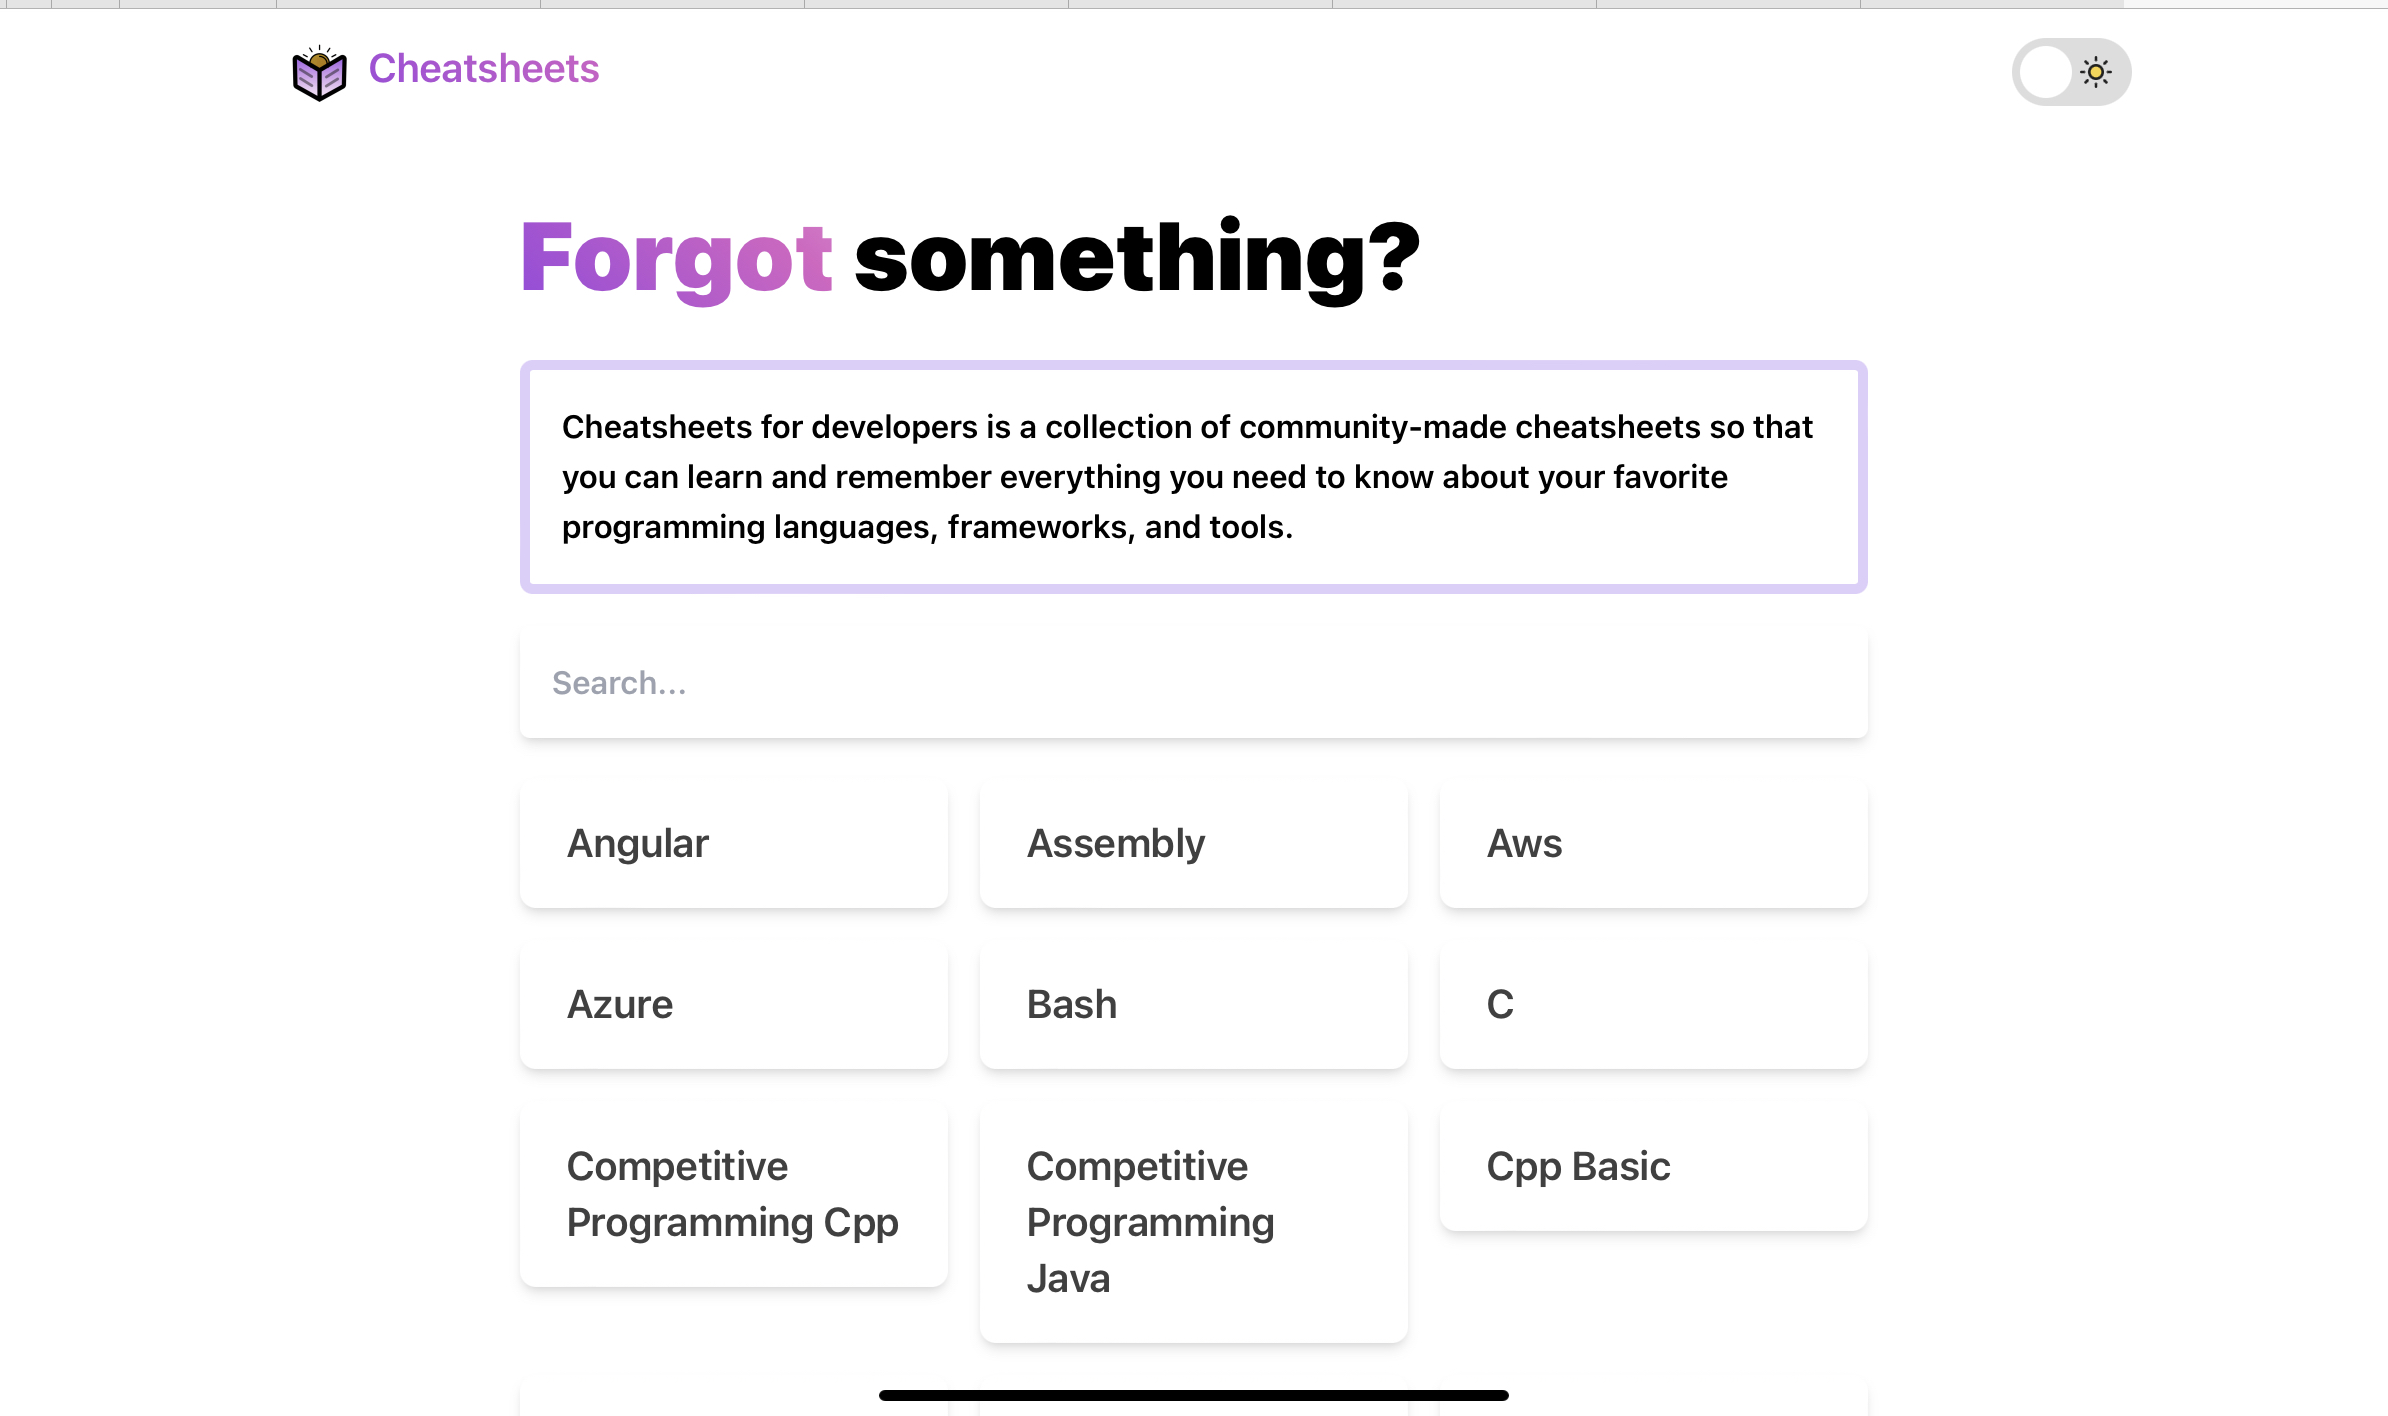 Cheatsheets
Forgot something?
Cheatsheets for developers is a collection of community-made cheatsheets so that
you can learn and remember everything you need to know about your favorite
programming languages, frameworks, and tools.
Search...
Angular
Assembly
Aws
Azure
Bash
C
Competitive
Programming Cpp
Competitive
Programming
Java
Cpp Basic